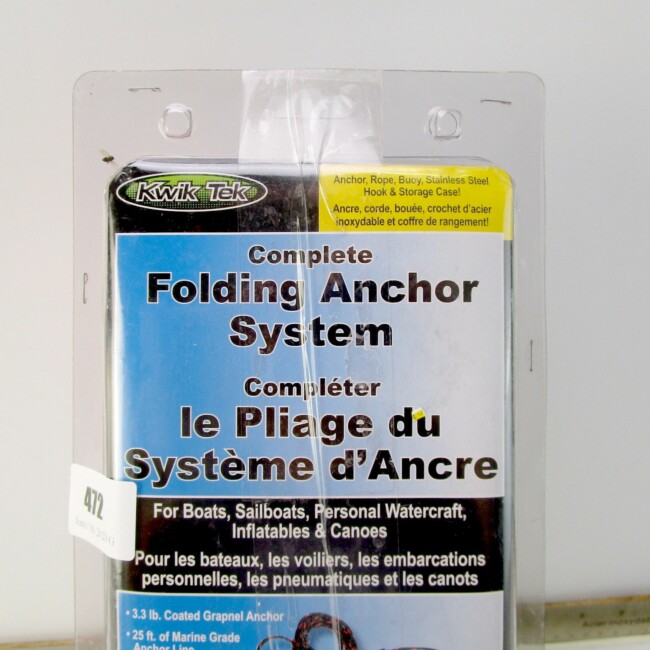 Kwik Tek
Anchor, Rope, Buoy, Stainless Steel
Hook & Storage Case!
Ancre, corde, bouée, crochet d'acier
inoxydable et coffre de rangement!
Complete
Folding Anchor
System
Compléter
le Pliage du
Système d'Ancre
472
For Boats, Sailboats, Personal Watercraft,
Inflatables & Canoes
Pour les bateaux, les voiliers, les embarcations
personnelles, les pneumatiques et les canots
• 3.3 lb. Coated Grapnel Anchor
• 25 ft. of Marine Grade
Anchor Line